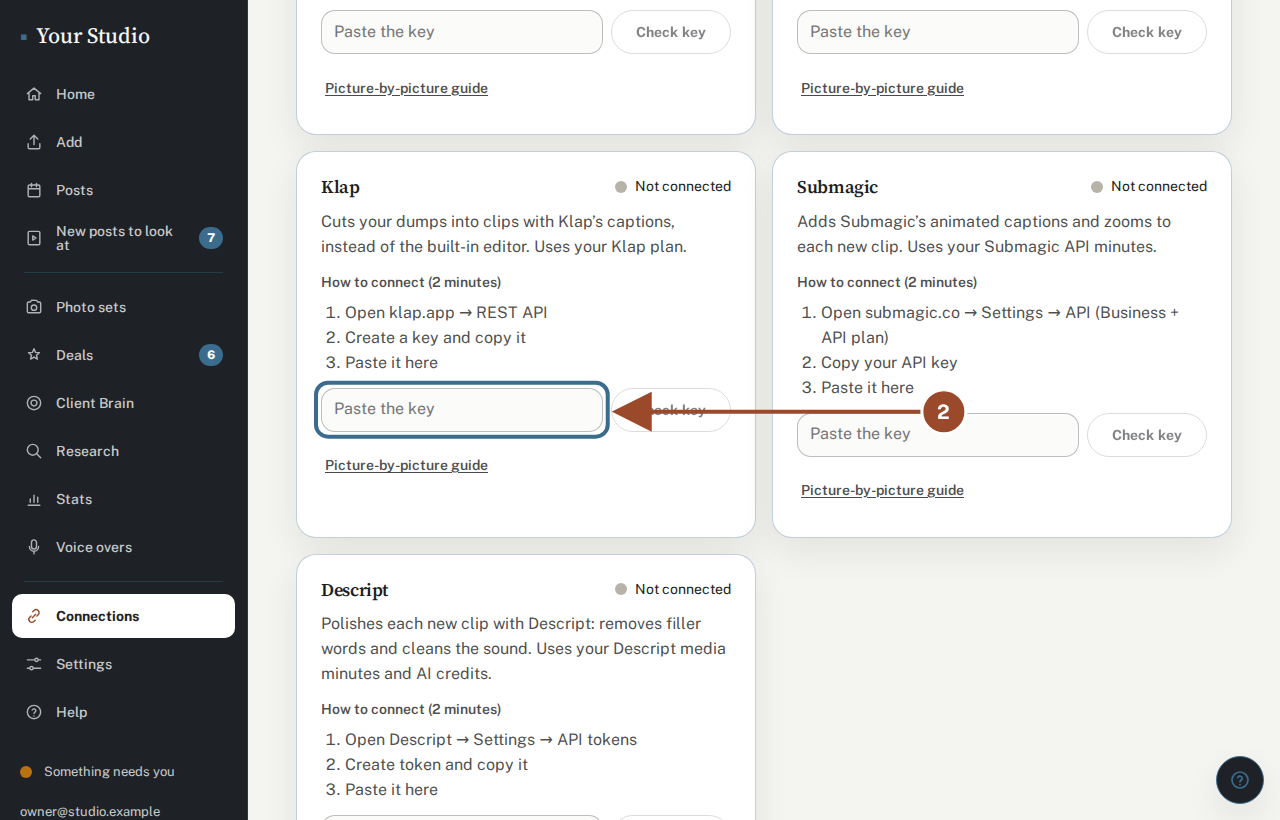 Your Studio
Home
Add
Posts
New posts to look
at
7
Photo sets
Deals
6
Client Brain
Research
Stats
Voice overs
Connections
Settings
Help
Something needs you
owner@studio.example
Paste the key
Check key
Picture-by-picture guide
Paste the key
Check key
Picture-by-picture guide
Klap
Not connected
Cuts your dumps into clips with Klap’s captions,
instead of the built-in editor. Uses your Klap plan.
How to connect (2 minutes)
1. Open klap.app → REST API
2. Create a key and copy it
3. Paste it here
Paste the key
Check key
Picture-by-picture guide
Submagic
Not connected
Adds Submagic’s animated captions and zooms to
each new clip. Uses your Submagic API minutes.
How to connect (2 minutes)
1. Open submagic.co → Settings → API (Business +
API plan)
2. Copy your API key
3. Paste it here
2
Paste the key
Check key
Picture-by-picture guide
Descript
Not connected
Polishes each new clip with Descript: removes filler
words and cleans the sound. Uses your Descript media
minutes and AI credits.
How to connect (2 minutes)
1. Open Descript → Settings → API tokens
2. Create token and copy it
3. Paste it here